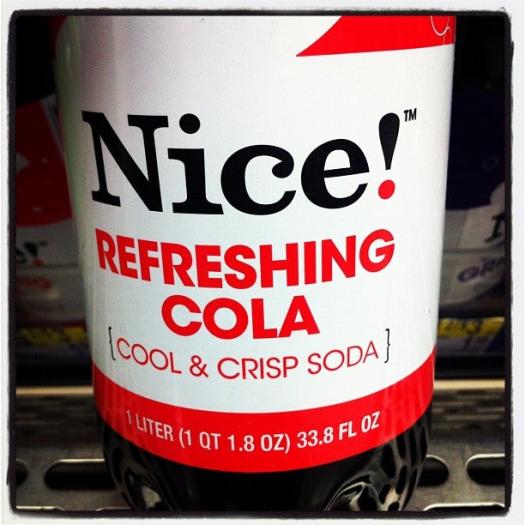 Nice!™
REFRESHING
COLA
{COOL & CRISP SODA}
1 LITER (1 QT 1.8 OZ) 33.8 FL OZ